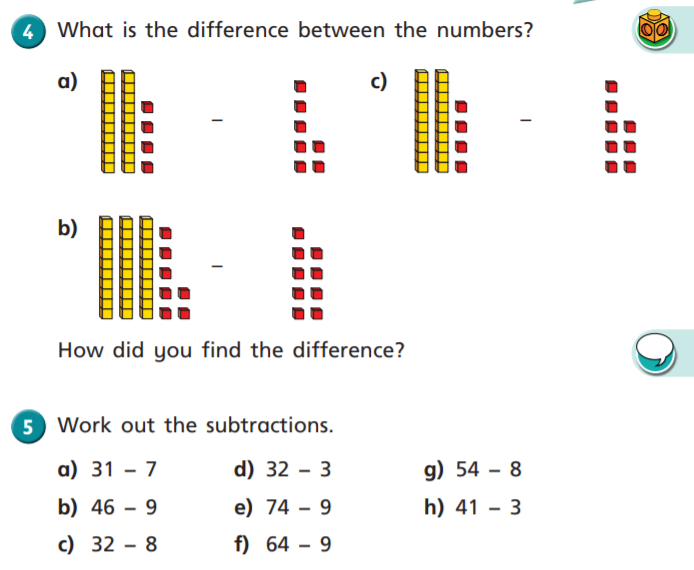 4 What is the difference between the numbers?
a) – c) –
b) –
How did you find the difference?
5 Work out the subtractions.
a) 31 – 7 d) 32 – 3 g) 54 – 8
b) 46 – 9 e) 74 – 9 h) 41 – 3
c) 32 – 8 f) 64 – 9